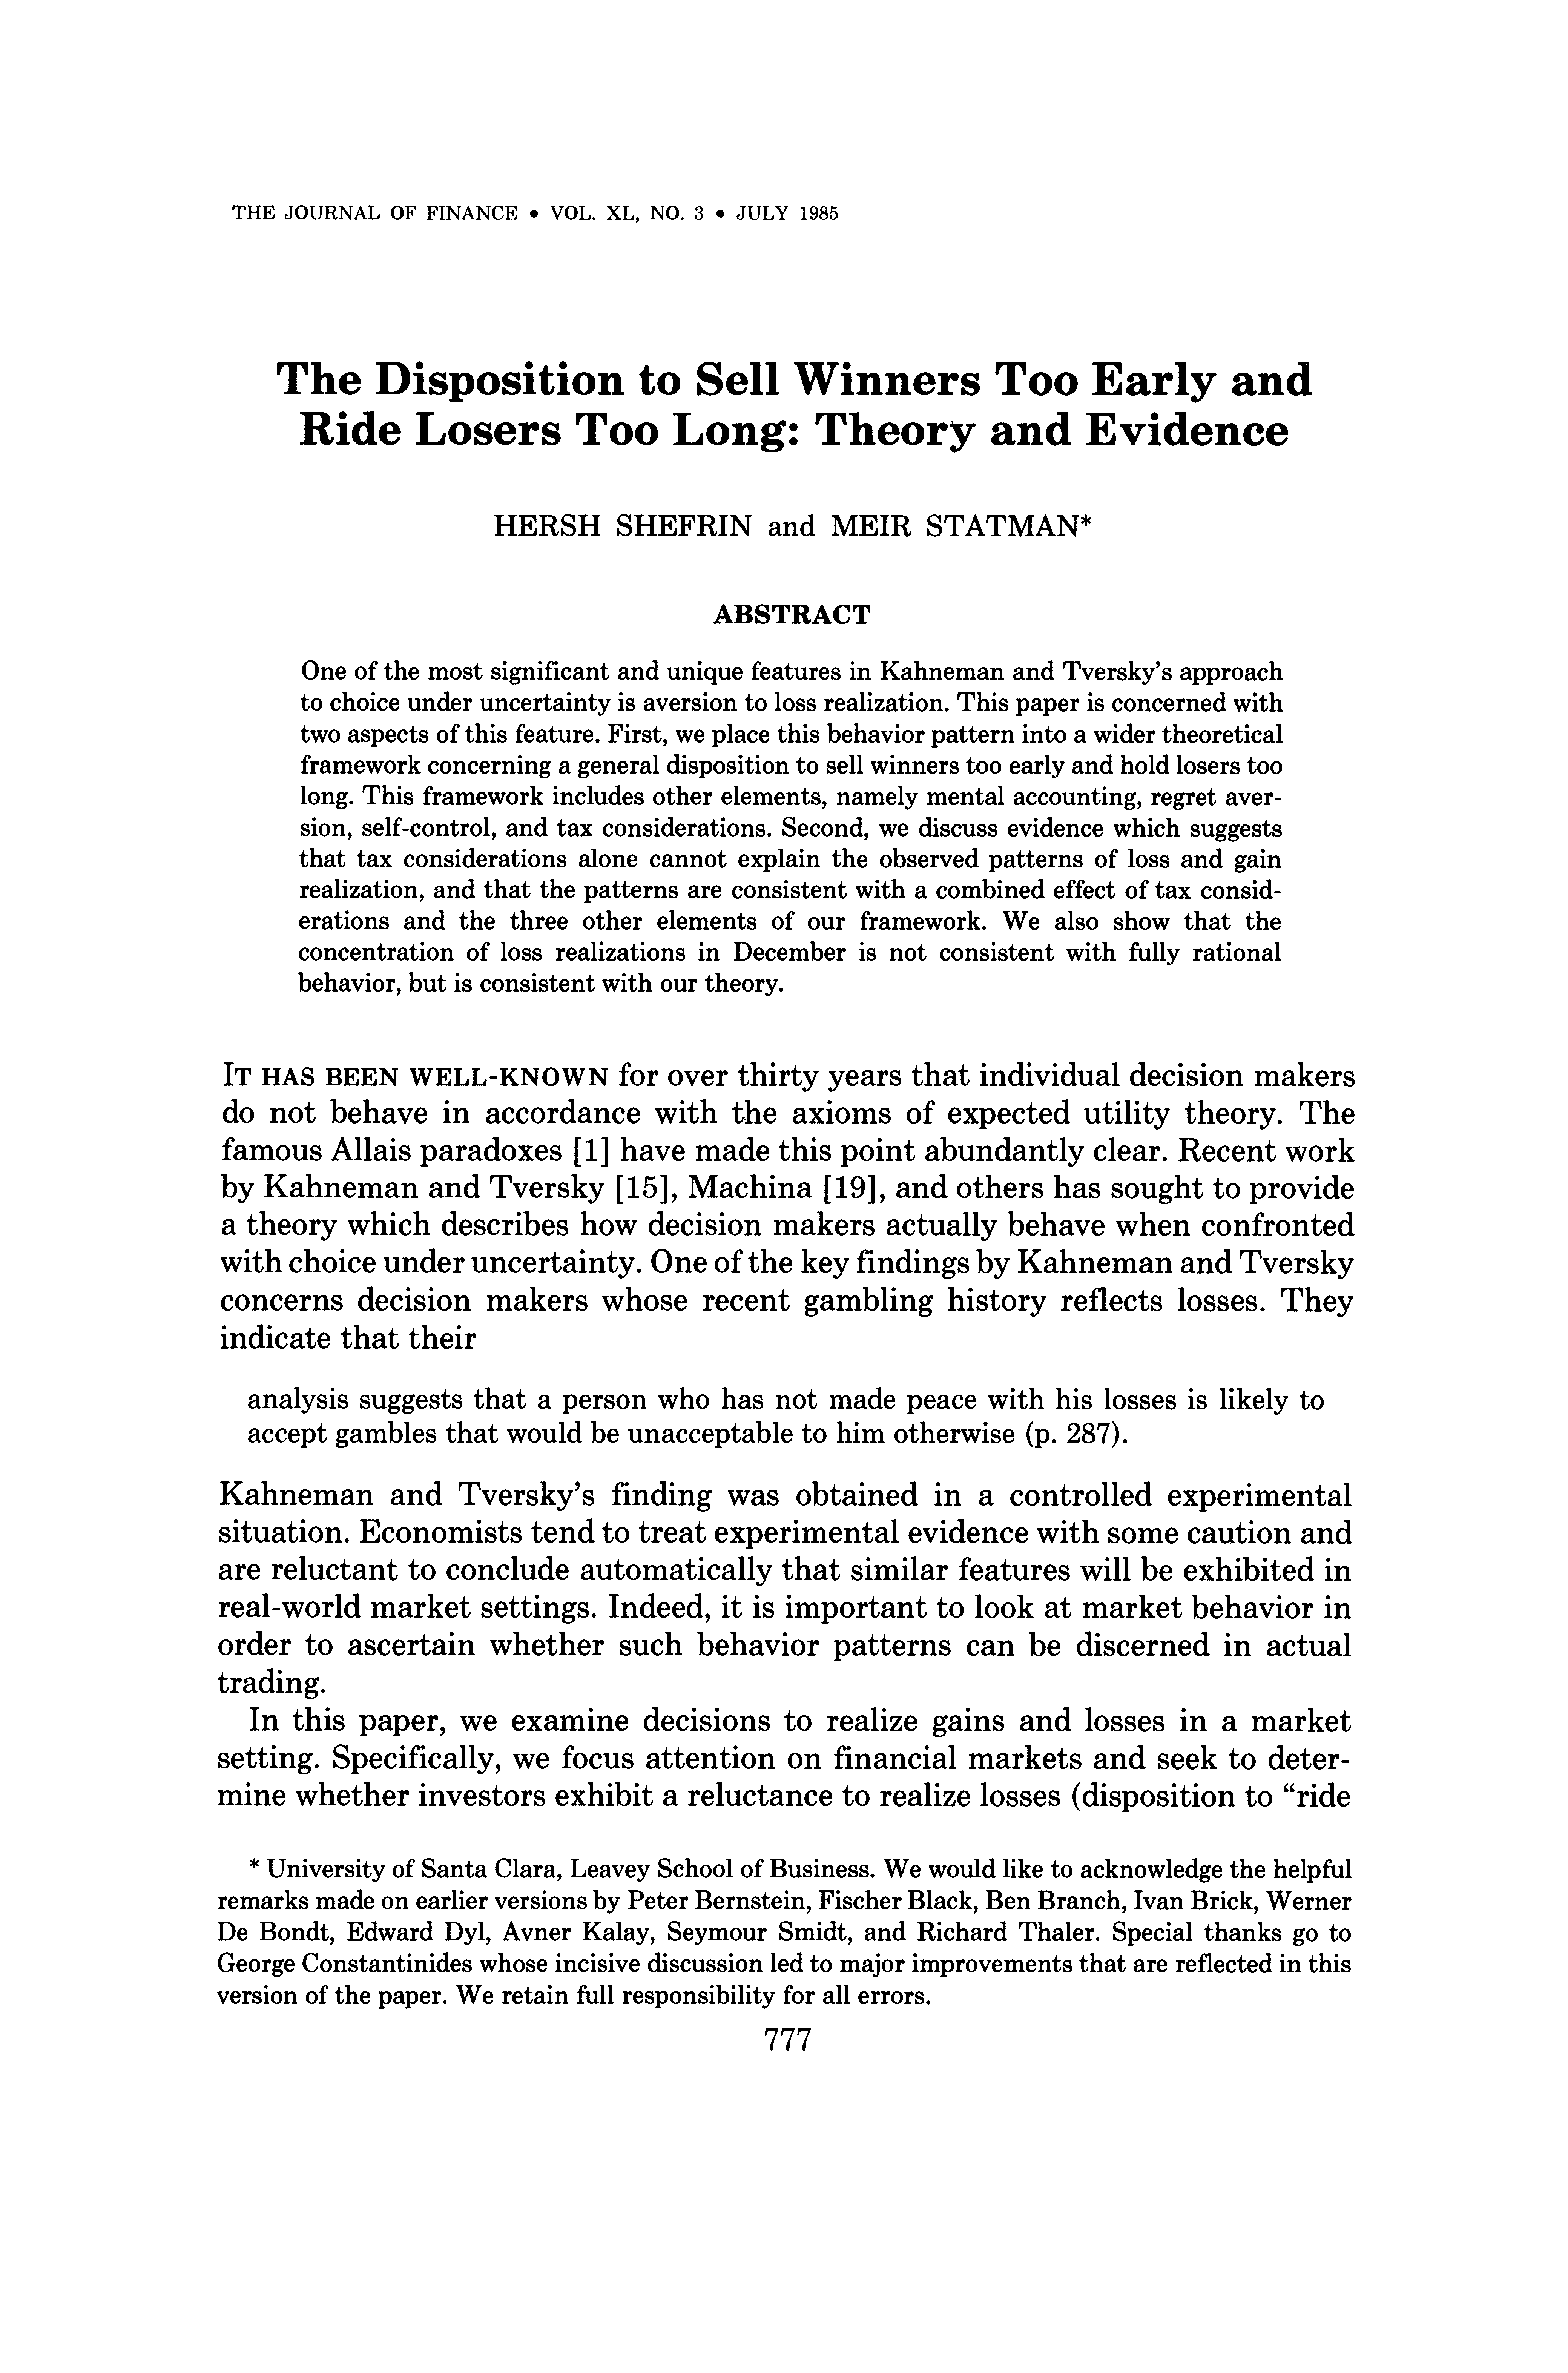 THE JOURNAL OF FINANCE • VOL. XL, NO. 3 • JULY 1985
The Disposition to Sell Winners Too Early and
Ride Losers Too Long: Theory and Evidence
HERSH SHEFRIN and MEIR STATMAN*
ABSTRACT
One of the most significant and unique features in Kahneman and Tversky's approach
to choice under uncertainty is aversion to loss realization. This paper is concerned with
two aspects of this feature. First, we place this behavior pattern into a wider theoretical
framework concerning a general disposition to sell winners too early and hold losers too
long. This framework includes other elements, namely mental accounting, regret aver-
sion, self-control, and tax considerations. Second, we discuss evidence which suggests
that tax considerations alone cannot explain the observed patterns of loss and gain
realization, and that the patterns are consistent with a combined effect of tax consid-
erations and the three other elements of our framework. We also show that the
concentration of loss realizations in December is not consistent with fully rational
behavior, but is consistent with our theory.
IT HAS BEEN WELL-KNOWN for over thirty years that individual decision makers
do not behave in accordance with the axioms of expected utility theory. The
famous Allais paradoxes [1] have made this point abundantly clear. Recent work
by Kahneman and Tversky [15], Machina [19], and others has sought to provide
a theory which describes how decision makers actually behave when confronted
with choice under uncertainty. One of the key findings by Kahneman and Tversky
concerns decision makers whose recent gambling history reflects losses. They
indicate that their
analysis suggests that a person who has not made peace with his losses is likely to
accept gambles that would be unacceptable to him otherwise (p. 287).
Kahneman and Tversky's finding was obtained in a controlled experimental
situation. Economists tend to treat experimental evidence with some caution and
are reluctant to conclude automatically that similar features will be exhibited in
real-world market settings. Indeed, it is important to look at market behavior in
order to ascertain whether such behavior patterns can be discerned in actual
trading.
In this paper, we examine decisions to realize gains and losses in a market
setting. Specifically, we focus attention on financial markets and seek to deter-
mine whether investors exhibit a reluctance to realize losses (disposition to “ride
* University of Santa Clara, Leavey School of Business. We would like to acknowledge the helpful
remarks made on earlier versions by Peter Bernstein, Fischer Black, Ben Branch, Ivan Brick, Werner
De Bondt, Edward Dyl, Avner Kalay, Seymour Smidt, and Richard Thaler. Special thanks go to
George Constantinides whose incisive discussion led to major improvements that are reflected in this
version of the paper. We retain full responsibility for all errors.
777